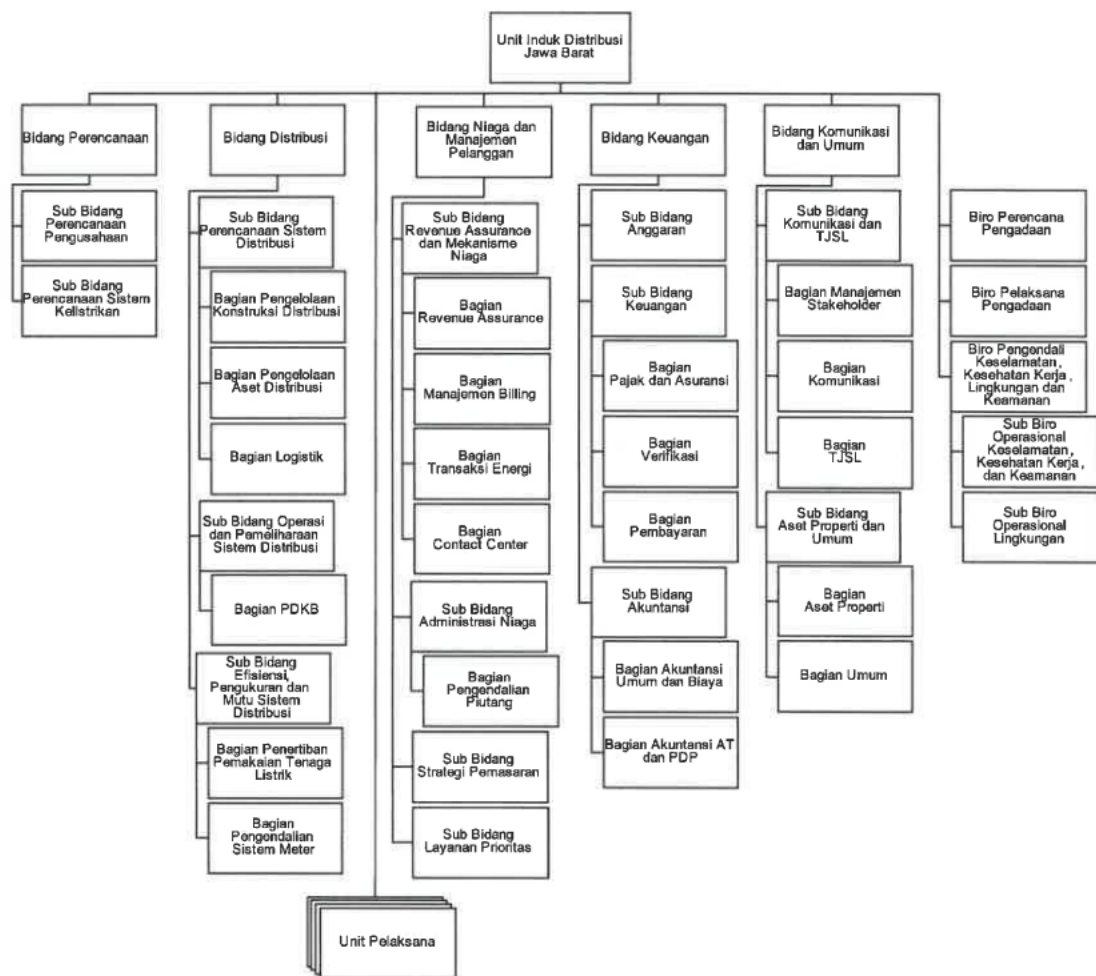 Unit Induk Distribusi
Jawa Barat
Bidang Perencanaan
Sub Bidang
Perencanaan
Pengusahaan
Sub Bidang
Perencanaan Sistem
Kelistrikan
Bidang Distribusi
Sub Bidang
Perencanaan Sistem
Distribusi
Bagian Pengelolaan
Konstruksi Distribusi
Bagian Pengelolaan
Aset Distribusi
Bagian Logistik
Sub Bidang Operasi
dan Pemeliharaan
Sistem Distribusi
Bagian PDKB
Sub Bidang
Efisiensi,
Pengukuran dan
Mutu Sistem
Distribusi
Bagian Penertiban
Pemakaian Tenaga
Listrik
Bagian
Pengendalian
Sistem Meter
Bidang Niaga dan
Manajemen
Pelanggan
Sub Bidang
Revenue Assurance
dan Mekanisme
Niaga
Bagian
Revenue Assurance
Bagian
Manajemen Billing
Bagian
Transaksi Energi
Bagian
Contact Center
Sub Bidang
Administrasi Niaga
Bagian
Pengendalian
Piutang
Sub Bidang
Strategi Pemasaran
Sub Bidang
Layanan Prioritas
Bidang Keuangan
Sub Bidang
Anggaran
Sub Bidang
Keuangan
Bagian
Pajak dan Asuransi
Bagian
Verifikasi
Bagian
Pembayaran
Sub Bidang
Akuntansi
Bagian Akuntansi
Umum dan Biaya
Bagian Akuntansi AT
dan PDP
Bidang Komunikasi
dan Umum
Sub Bidang
Komunikasi dan
TJSL
Bagian Manajemen
Stakeholder
Bagian
Komunikasi
Bagian
TJSL
Sub Bidang
Aset Properti dan
Umum
Bagian
Aset Properti
Bagian Umum
Biro Perencana
Pengadaan
Biro Pelaksana
Pengadaan
Biro Pengendali
Keselamatan,
Kesehatan Kerja,
Lingkungan dan
Keamanan
Sub Biro
Operasional
Keselamatan,
Kesehatan Kerja,
dan Keamanan
Sub Biro
Operasional
Lingkungan
Unit Pelaksana